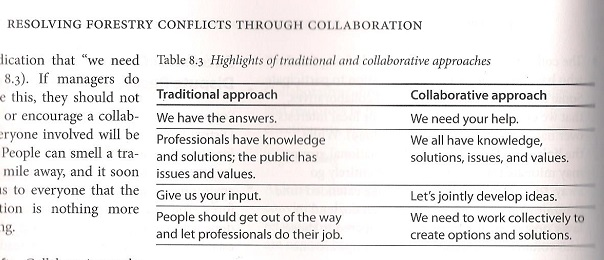 RESOLVING FORESTRY CONFLICTS THROUGH COLLABORATION
dication that “we need
8.3). If managers do
e this, they should not
or encourage a collab-
eryone involved will be
People can smell a tra-
mile away, and it soon
s to everyone that the
tion is nothing more
ng.
Table 8.3 Highlights of traditional and collaborative approaches
Traditional approach Collaborative approach
We have the answers. We need your help.
Professionals have knowledge We all have knowledge,
and solutions; the public has solutions, issues, and values.
issues and values.
Give us your input. Let’s jointly develop ideas.
People should get out of the way We need to work collectively to
and let professionals do their job. create options and solutions.